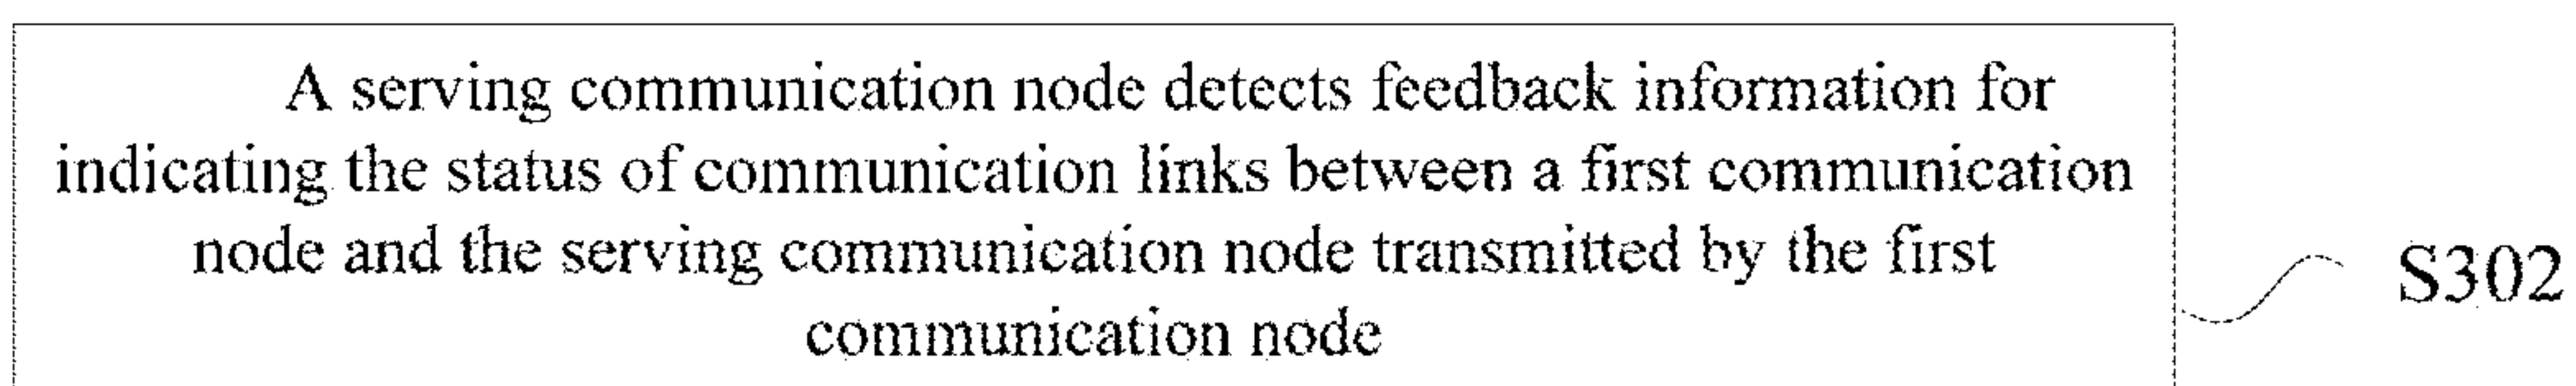 A serving communication node detects feedback information for
indicating the status of communication links between a first communication
node and the serving communication node transmitted by the first
communication node
S302